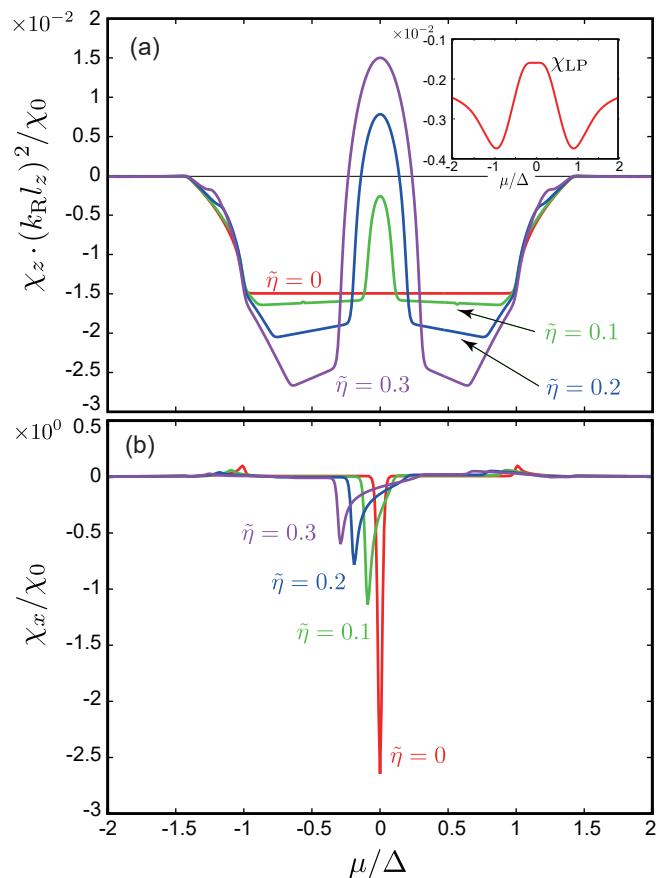 ×10⁻²
(a)
×10⁻²
-0.1
-0.2
-0.3
-0.4
χ_LP
-2 -1 0 1 2
μ/Δ
2
1.5
1
0.5
0
-0.5
-1
-1.5
-2
-2.5
-3
χ_z · (k_R l_z)² / χ_0
η̃ = 0
η̃ = 0.1
η̃ = 0.2
η̃ = 0.3
×10⁰
(b)
0.5
0
-0.5
-1
-1.5
-2
-2.5
-3
χ_x/χ_0
η̃ = 0.3
η̃ = 0.2
η̃ = 0.1
η̃ = 0
-2 -1.5 -1 -0.5 0 0.5 1 1.5 2
μ/Δ